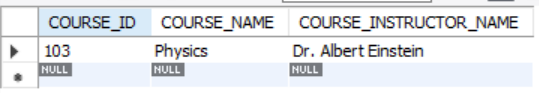 COURSE_ID COURSE_NAME COURSE_INSTRUCTOR_NAME
103 Physics Dr. Albert Einstein
NULL NULL NULL